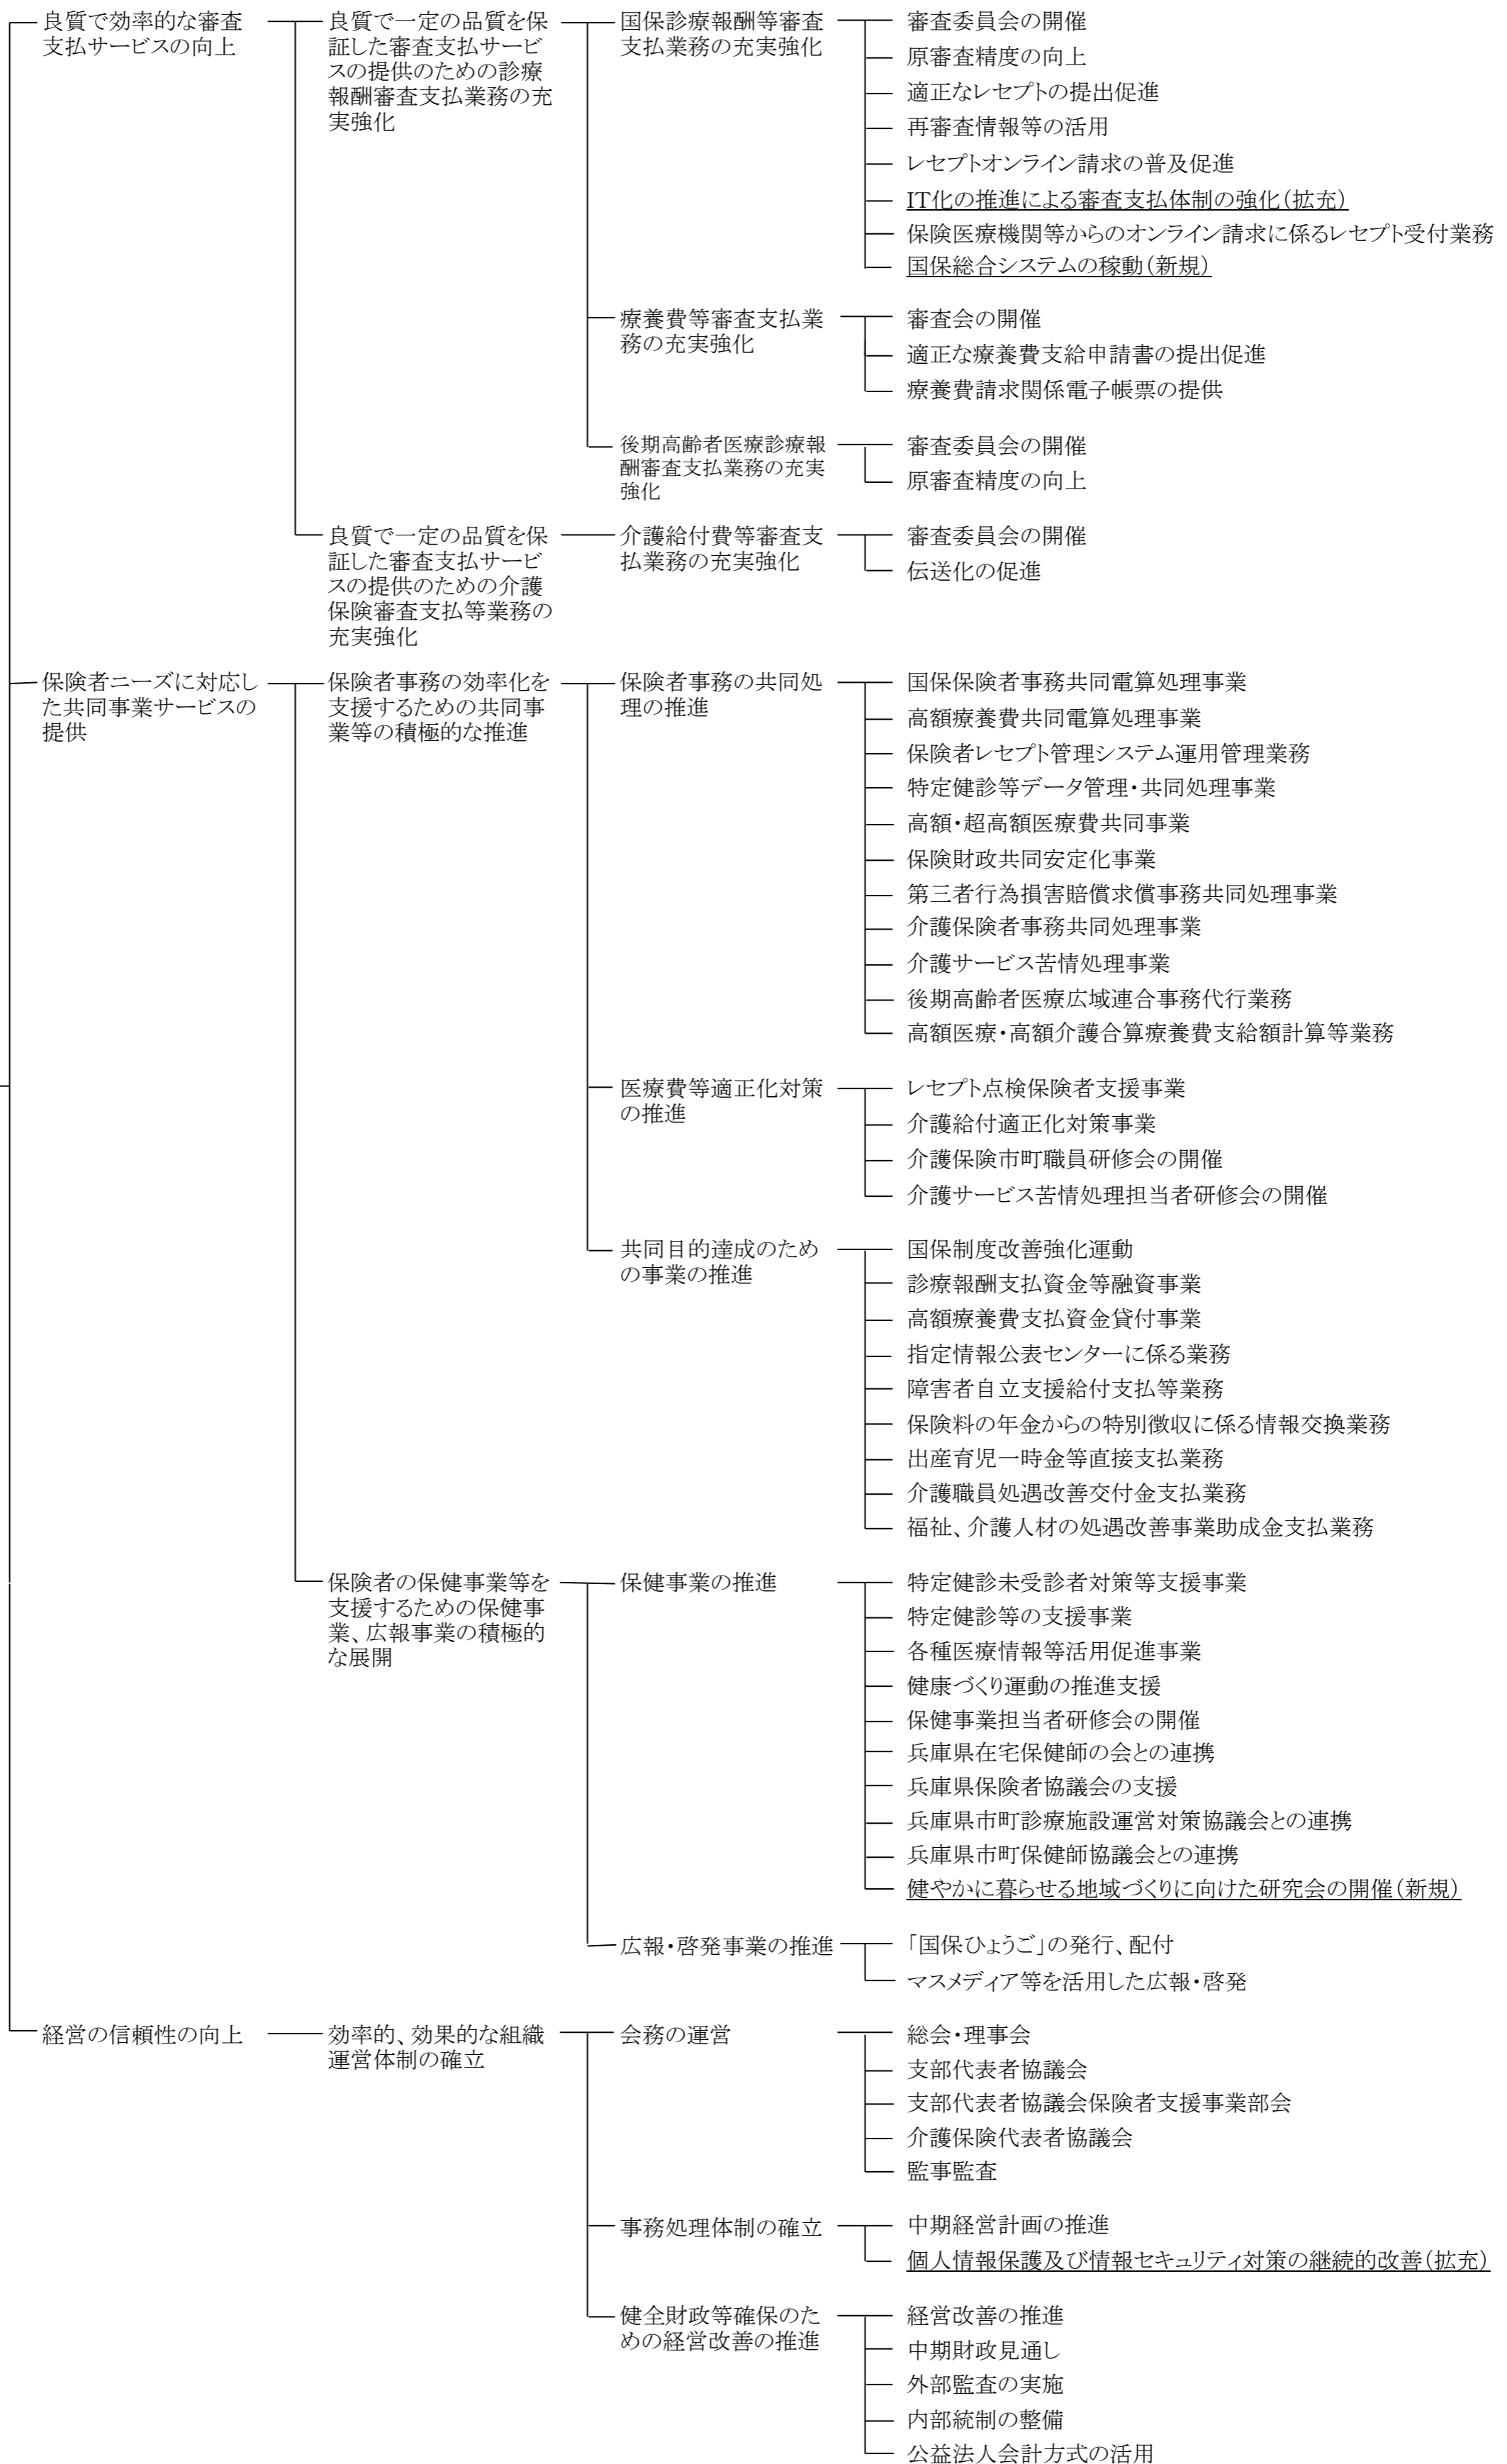 良質で効率的な審査
支払サービスの向上
良質で一定の品質を保
証した審査支払サービ
スの提供のための診療
報酬審査支払業務の充
実強化
国保診療報酬等審査
支払業務の充実強化
審査委員会の開催
原審査精度の向上
適正なレセプトの提出促進
再審査情報等の活用
レセプトオンライン請求の普及促進
IT化の推進による審査支払体制の強化(拡充)
保険医療機関等からのオンライン請求に係るレセプト受付業務
国保総合システムの稼動(新規)
療養費等審査支払業
務の充実強化
審査会の開催
適正な療養費支給申請書の提出促進
療養費請求関係電子帳票の提供
後期高齢者医療診療報
酬審査支払業務の充実
強化
審査委員会の開催
原審査精度の向上
良質で一定の品質を保
証した審査支払サービ
スの提供のための介護
保険審査支払等業務の
充実強化
介護給付費等審査支
払業務の充実強化
審査委員会の開催
伝送化の促進
保険者ニーズに対応し
た共同事業サービスの
提供
保険者事務の効率化を
支援するための共同事
業等の積極的な推進
保険者事務の共同処
理の推進
国保保険者事務共同電算処理事業
高額療養費共同電算処理事業
保険者レセプト管理システム運用管理業務
特定健診等データ管理・共同処理事業
高額・超高額医療費共同事業
保険財政共同安定化事業
第三者行為損害賠償求償事務共同処理事業
介護保険者事務共同処理事業
介護サービス苦情処理事業
後期高齢者医療広域連合事務代行業務
高額医療・高額介護合算療養費支給額計算等業務
医療費等適正化対策
の推進
レセプト点検保険者支援事業
介護給付適正化対策事業
介護保険市町職員研修会の開催
介護サービス苦情処理担当者研修会の開催
共同目的達成のため
の事業の推進
国保制度改善強化運動
診療報酬支払資金等融資事業
高額療養費支払資金貸付事業
指定情報公表センターに係る業務
障害者自立支援給付支払等業務
保険料の年金からの特別徴収に係る情報交換業務
出産育児一時金等直接支払業務
介護職員処遇改善交付金支払業務
福祉、介護人材の処遇改善事業助成金支払業務
保険者の保健事業等を
支援するための保健事
業、広報事業の積極的
な展開
保健事業の推進
特定健診未受診者対策等支援事業
特定健診等の支援事業
各種医療情報等活用促進事業
健康づくり運動の推進支援
保健事業担当者研修会の開催
兵庫県在宅保健師の会との連携
兵庫県保険者協議会の支援
兵庫県市町診療施設運営対策協議会との連携
兵庫県市町保健師協議会との連携
健やかに暮らせる地域づくりに向けた研究会の開催(新規)
広報・啓発事業の推進
「国保ひょうご」の発行、配付
マスメディア等を活用した広報・啓発
経営の信頼性の向上
効率的、効果的な組織
運営体制の確立
会務の運営
総会・理事会
支部代表者協議会
支部代表者協議会保険者支援事業部会
介護保険代表者協議会
監事監査
事務処理体制の確立
中期経営計画の推進
個人情報保護及び情報セキュリティ対策の継続的改善(拡充)
健全財政等確保のた
めの経営改善の推進
経営改善の推進
中期財政見通し
外部監査の実施
内部統制の整備
公益法人会計方式の活用